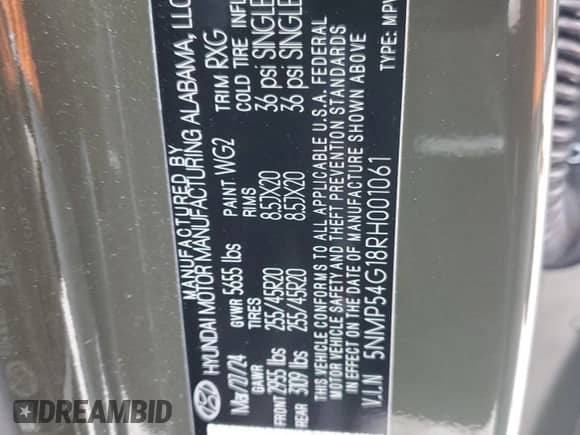 MANUFACTURED BY
HYUNDAI MOTOR MANUFACTURING ALABAMA, LLC
Mar/27/24 GVWR 5655 lbs PAINT WG2 TRIM RXG
GAWR TIRES RIMS COLD TIRE INFL
FRONT 2955 lbs 255/45R20 8.5JX20 36 psi SINGLE
REAR 3109 lbs 255/45R20 8.5JX20 36 psi SINGLE
THIS VEHICLE CONFORMS TO ALL APPLICABLE U.S.A. FEDERAL
MOTOR VEHICLE SAFETY AND THEFT PREVENTION STANDARDS
IN EFFECT ON THE DATE OF MANUFACTURE SHOWN ABOVE
V.I.N 5NMP54G18RH001061 TYPE: MPV
DREAMBID